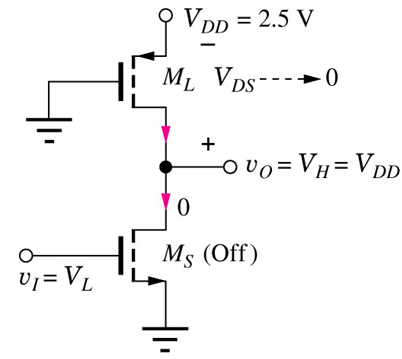 V_DD = 2.5 V
−
M_L V_DS 0
+
v_O = V_H = V_DD
0
M_S (Off)
v_I = V_L